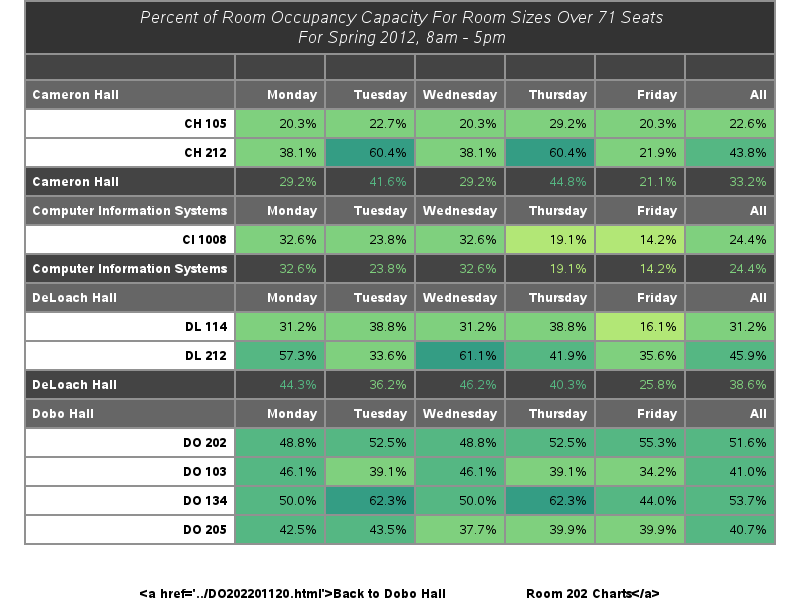 Percent of Room Occupancy Capacity For Room Sizes Over 71 Seats
For Spring 2012, 8am - 5pm
Cameron Hall Monday Tuesday Wednesday Thursday Friday All
CH 105 20.3% 22.7% 20.3% 29.2% 20.3% 22.6%
CH 212 38.1% 60.4% 38.1% 60.4% 21.9% 43.8%
Cameron Hall 29.2% 41.6% 29.2% 44.8% 21.1% 33.2%
Computer Information Systems Monday Tuesday Wednesday Thursday Friday All
CI 1008 32.6% 23.8% 32.6% 19.1% 14.2% 24.4%
Computer Information Systems 32.6% 23.8% 32.6% 19.1% 14.2% 24.4%
DeLoach Hall Monday Tuesday Wednesday Thursday Friday All
DL 114 31.2% 38.8% 31.2% 38.8% 16.1% 31.2%
DL 212 57.3% 33.6% 61.1% 41.9% 35.6% 45.9%
DeLoach Hall 44.3% 36.2% 46.2% 40.3% 25.8% 38.6%
Dobo Hall Monday Tuesday Wednesday Thursday Friday All
DO 202 48.8% 52.5% 48.8% 52.5% 55.3% 51.6%
DO 103 46.1% 39.1% 46.1% 39.1% 34.2% 41.0%
DO 134 50.0% 62.3% 50.0% 62.3% 44.0% 53.7%
DO 205 42.5% 43.5% 37.7% 39.9% 39.9% 40.7%
<a href='../DO202201120.html'>Back to Dobo Hall Room 202 Charts</a>